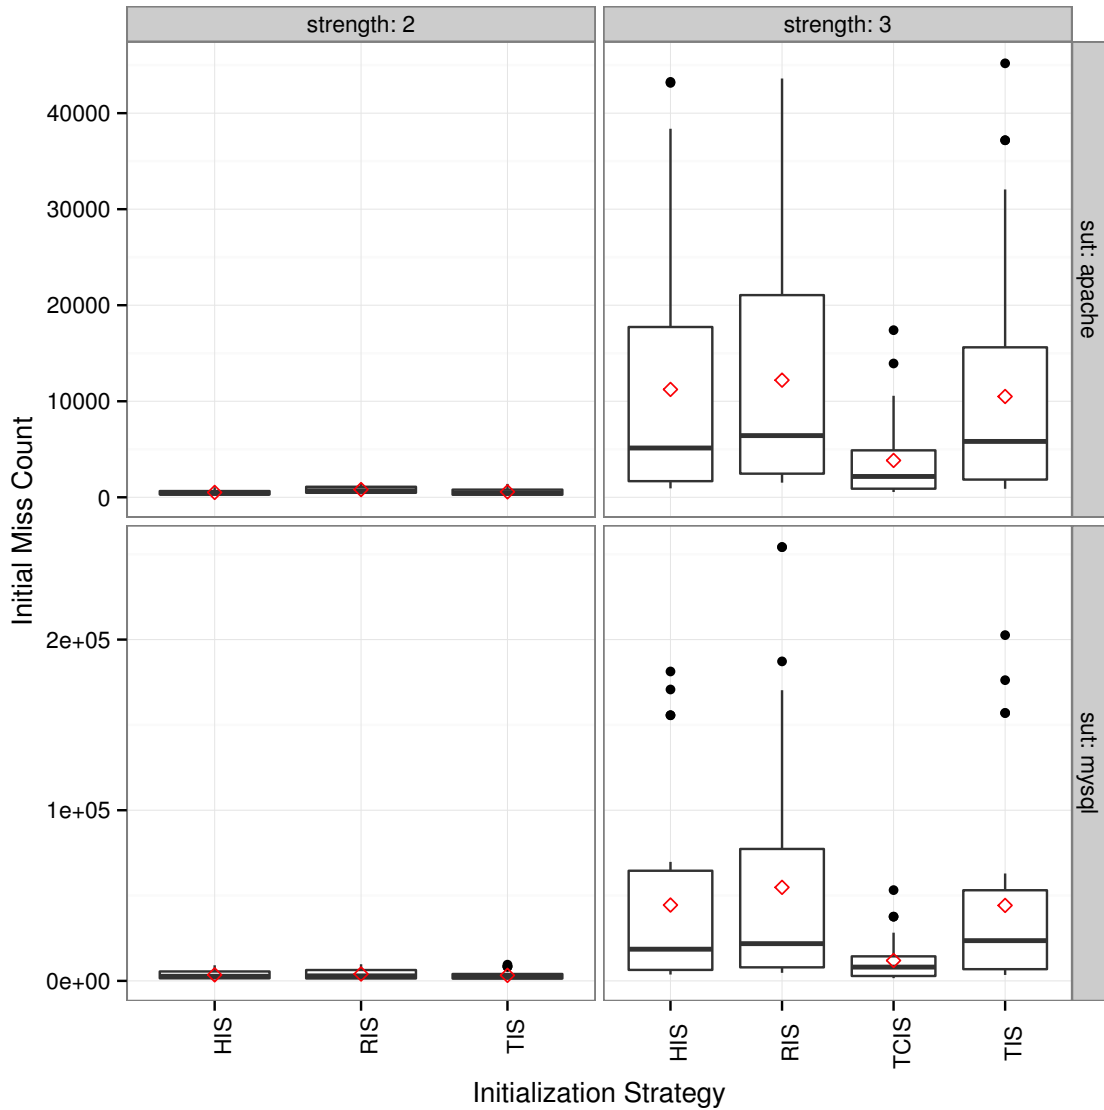 strength: 2
strength: 3
40000
30000
20000
10000
0
sut: apache
Initial Miss Count
2e+05
1e+05
0e+00
sut: mysql
HIS
RIS
TIS
HIS
RIS
TCIS
TIS
Initialization Strategy